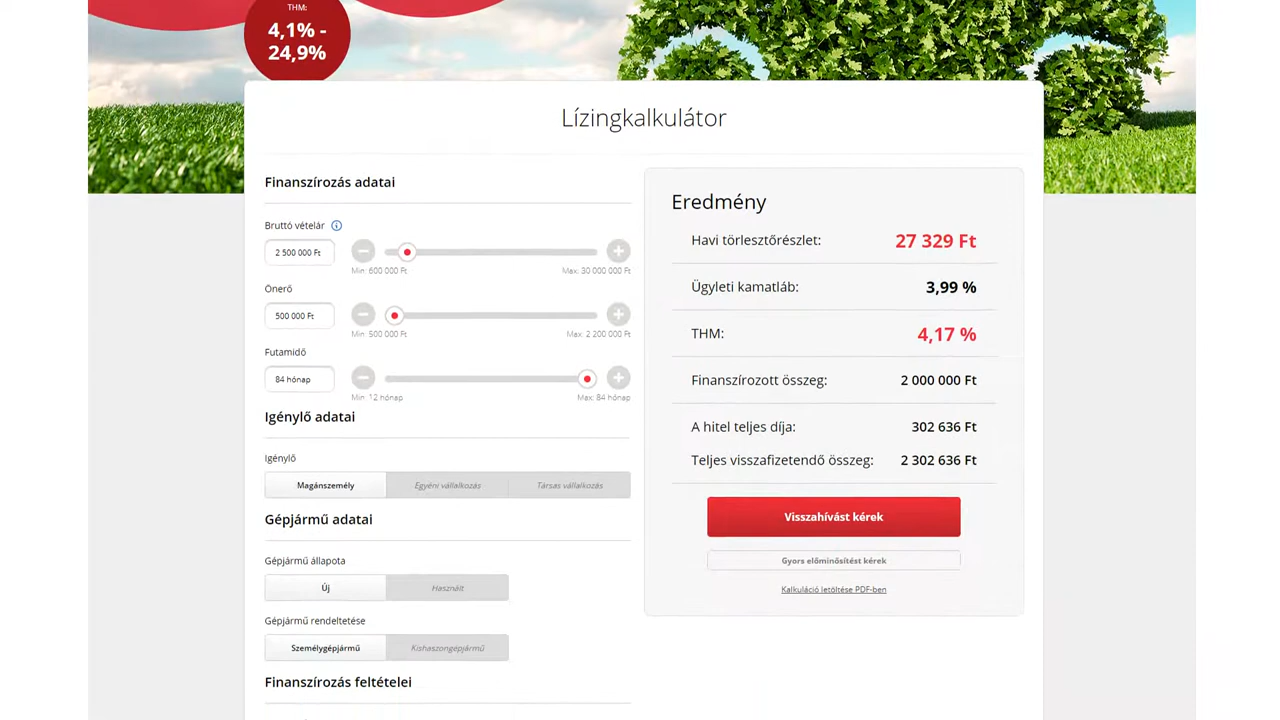 THM:
4,1% -
24,9%
Lízingkalkulátor
Finanszírozás adatai
Bruttó vételár
2 500 000 Ft
Min: 600 000 Ft
Max: 30 000 000 Ft
Önerő
500 000 Ft
Min: 500 000 Ft
Max: 2 200 000 Ft
Futamidő
84 hónap
Min: 12 hónap
Max: 84 hónap
Igénylő adatai
Igénylő
Magánszemély
Egyéni vállalkozás
Társas vállalkozás
Gépjármű adatai
Gépjármű állapota
Új
Használt
Gépjármű rendeltetése
Személygépjármű
Kishaszongépjármű
Finanszírozás feltételei
Eredmény
Havi törlesztőrészlet: 27 329 Ft
Ügyleti kamatláb: 3,99 %
THM: 4,17 %
Finanszírozott összeg: 2 000 000 Ft
A hitel teljes díja: 302 636 Ft
Teljes visszafizetendő összeg: 2 302 636 Ft
Visszahívást kérek
Gyors előminősítést kérek
Kalkuláció letöltése PDF-ben